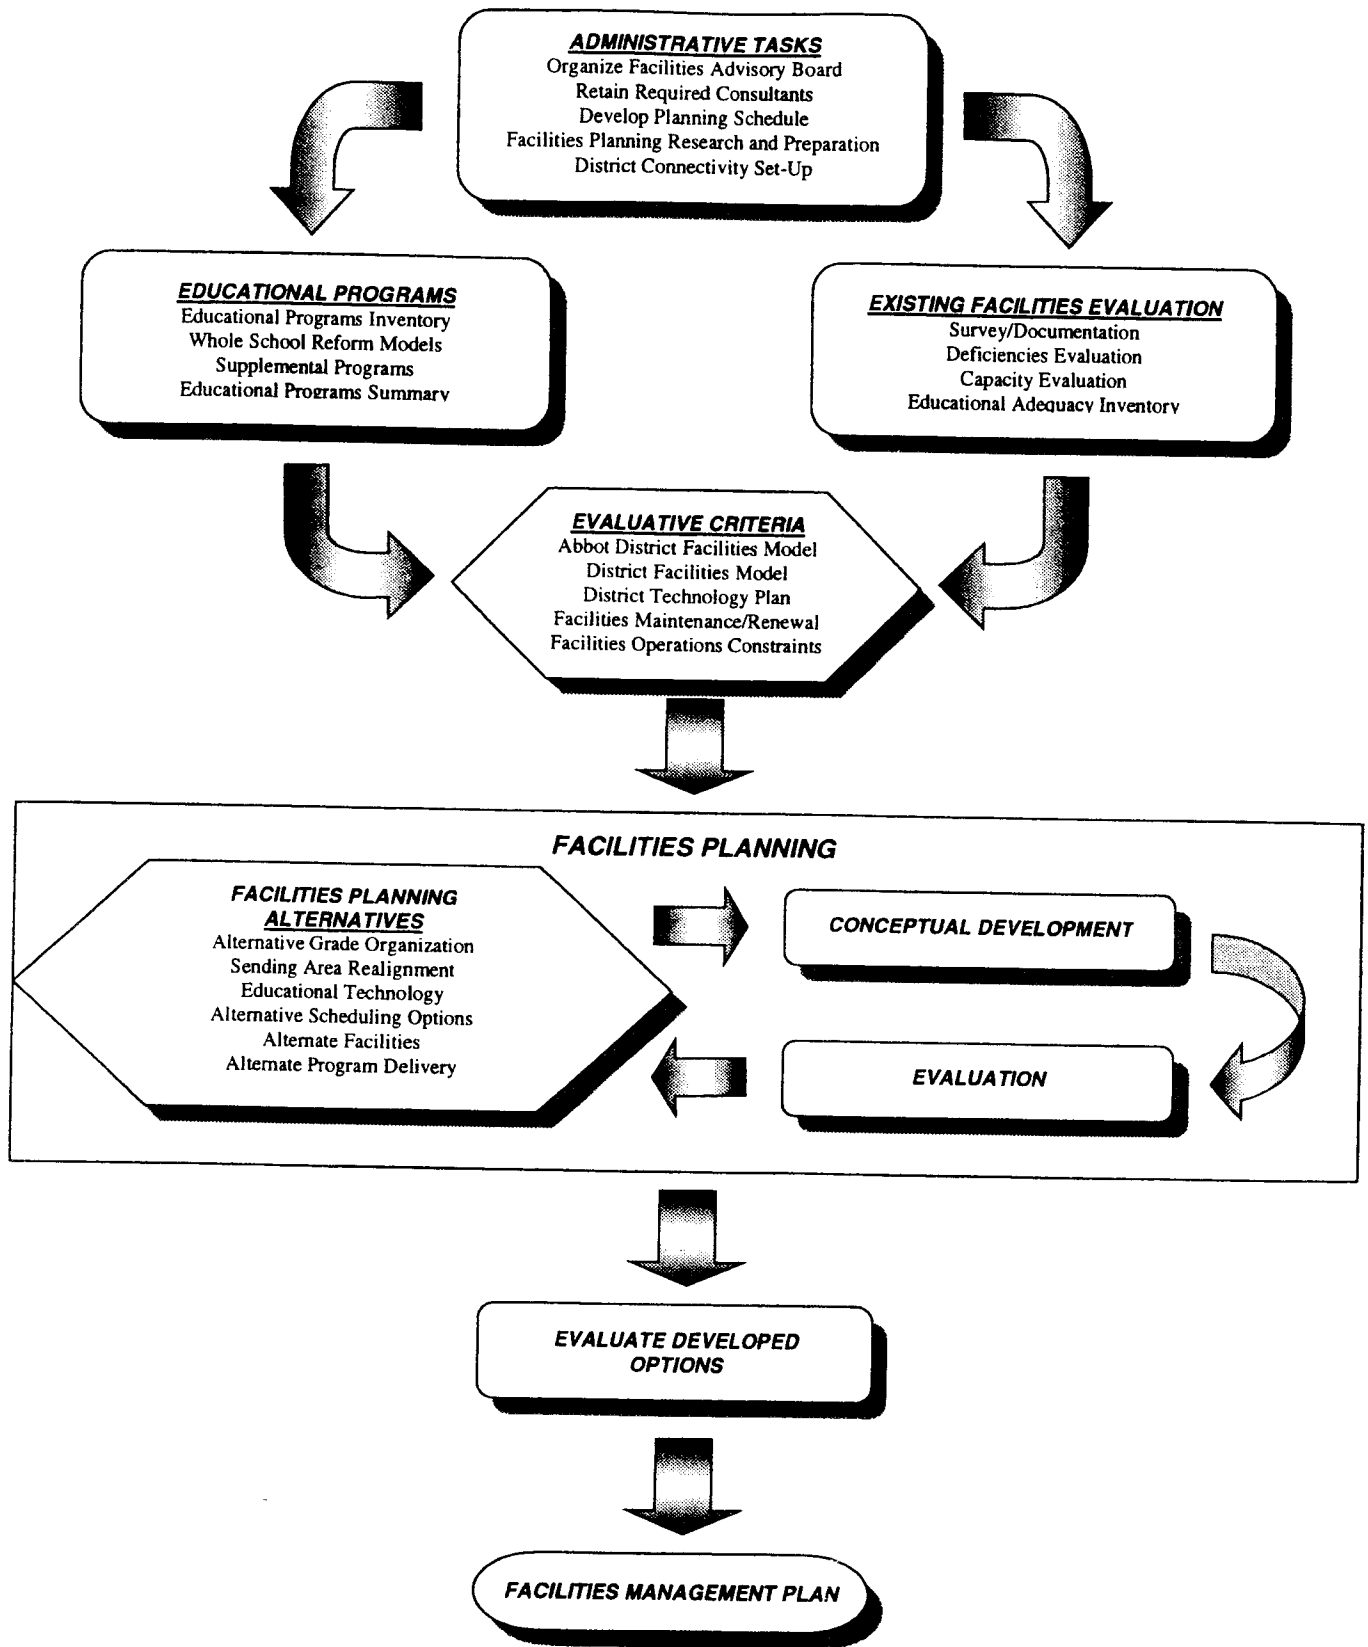 ADMINISTRATIVE TASKS
Organize Facilities Advisory Board
Retain Required Consultants
Develop Planning Schedule
Facilities Planning Research and Preparation
District Connectivity Set-Up
EDUCATIONAL PROGRAMS
Educational Programs Inventory
Whole School Reform Models
Supplemental Programs
Educational Programs Summary
EXISTING FACILITIES EVALUATION
Survey/Documentation
Deficiencies Evaluation
Capacity Evaluation
Educational Adequacy Inventory
EVALUATIVE CRITERIA
Abbot District Facilities Model
District Facilities Model
District Technology Plan
Facilities Maintenance/Renewal
Facilities Operations Constraints
FACILITIES PLANNING
FACILITIES PLANNING
ALTERNATIVES
Alternative Grade Organization
Sending Area Realignment
Educational Technology
Alternative Scheduling Options
Alternate Facilities
Alternate Program Delivery
CONCEPTUAL DEVELOPMENT
EVALUATION
EVALUATE DEVELOPED
OPTIONS
FACILITIES MANAGEMENT PLAN